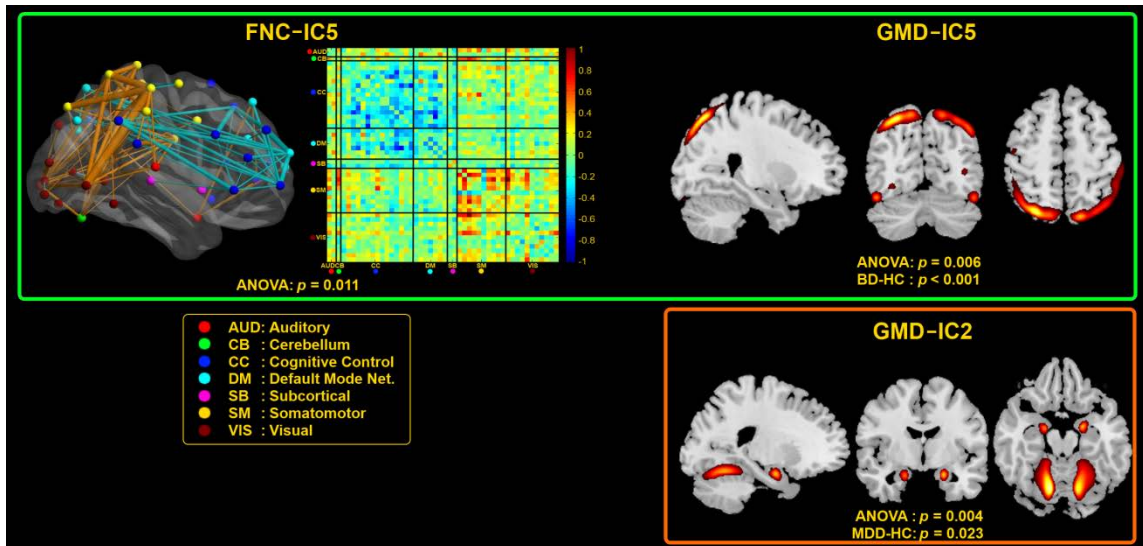 FNC-IC5
GMD-IC5
AUD
CB
CC
DM
SB
SM
VIS
1
0.8
0.6
0.4
0.2
0
-0.2
-0.4
-0.6
-0.8
-1
AUD CB CC DM SB SM VIS
ANOVA: p = 0.011
ANOVA: p = 0.006
BD-HC : p < 0.001
AUD: Auditory
CB : Cerebellum
CC : Cognitive Control
DM : Default Mode Net.
SB : Subcortical
SM : Somatomotor
VIS : Visual
GMD-IC2
ANOVA : p = 0.004
MDD-HC: p = 0.023